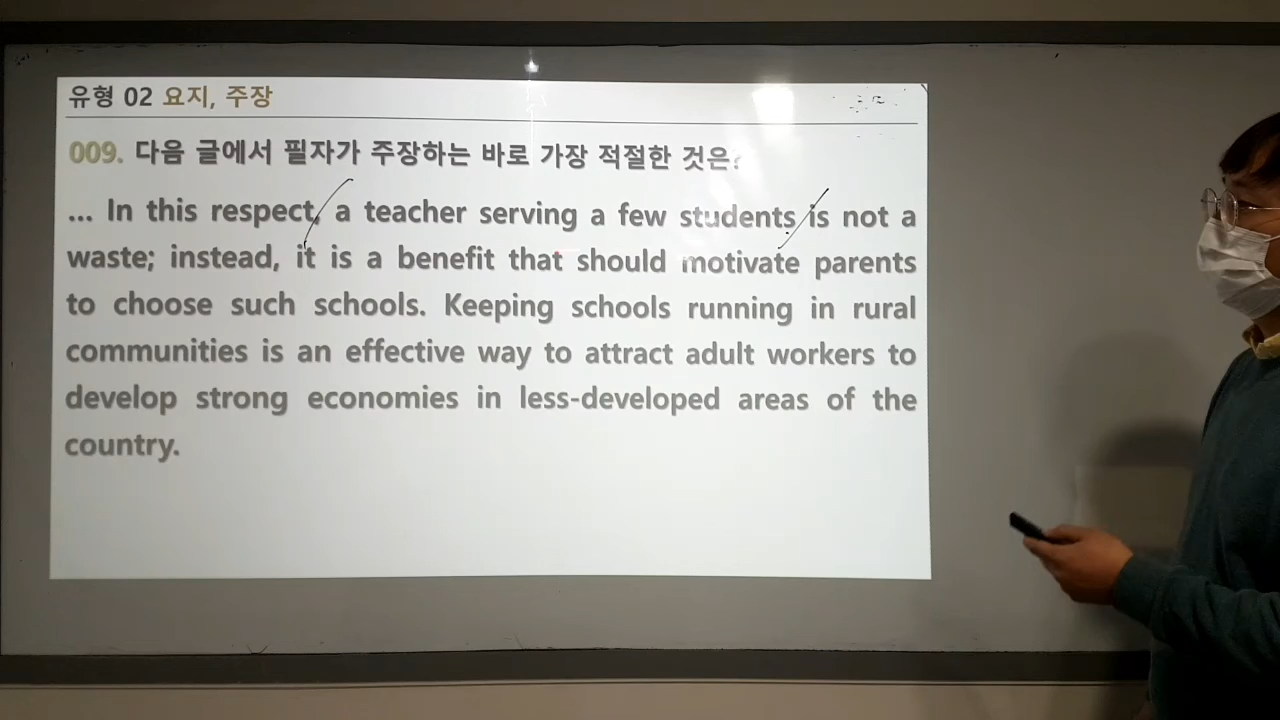 유형 02 요지, 주장
009. 다음 글에서 필자가 주장하는 바로 가장 적절한 것은?
... In this respect, a teacher serving a few students is not a
waste; instead, it is a benefit that should motivate parents
to choose such schools. Keeping schools running in rural
communities is an effective way to attract adult workers to
develop strong economies in less-developed areas of the
country.